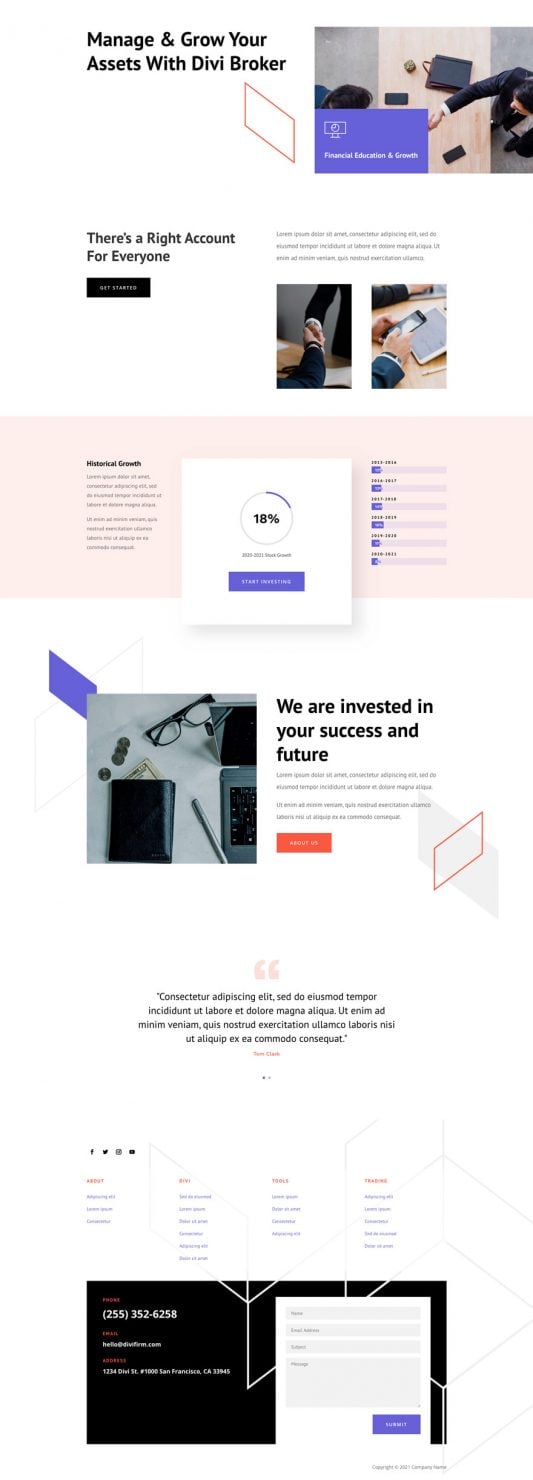 Manage & Grow Your
Assets With Divi Broker
Financial Education & Growth
There's a Right Account
For Everyone
GET STARTED
Lorem ipsum dolor sit amet, consectetur adipiscing elit, sed do
eiusmod tempor incididunt ut labore et dolore magna aliqua. Ut
enim ad minim veniam, quis nostrud exercitation ullamco.
Historical Growth
Lorem ipsum dolor sit amet,
consectetur adipiscing elit, sed
do eiusmod tempor incididunt ut
labore et dolore magna aliqua.
Ut enim ad minim veniam, quis
nostrud exercitation ullamco
laboris nisi ut aliquip ex ea
commodo consequat.
18%
2020-2021 Stock Growth
START INVESTING
2015-2016
2016-2017
2017-2018
2018-2019
2019-2020
2020-2021
We are invested in
your success and
future
Lorem ipsum dolor sit amet, consectetur adipiscing elit, sed do
eiusmod tempor incididunt ut labore et dolore magna aliqua.
Ut enim ad minim veniam, quis nostrud exercitation ullamco
laboris nisi ut aliquip ex ea commodo consequat.
ABOUT US
"Consectetur adipiscing elit, sed do eiusmod tempor
incididunt ut labore et dolore magna aliqua. Ut enim ad
minim veniam, quis nostrud exercitation ullamco laboris nisi
ut aliquip ex ea commodo consequat."
Tom Clark
ABOUT
Adipiscing elit
Lorem ipsum
Consectetur
DIVI
Sed do eiusmod
Lorem ipsum
Dolor sit amet
Consectetur
Adipiscing elit
Dolor sit amet
TOOLS
Lorem ipsum
Dolor sit amet
Consectetur
Adipiscing elit
TRADING
Adipiscing elit
Lorem ipsum
Consectetur
Sed do eiusmod
Dolor sit amet
PHONE
(255) 352-6258
EMAIL
hello@divifirm.com
ADDRESS
1234 Divi St. #1000 San Francisco, CA 33945
Name
Email Address
Subject
Message
SUBMIT
Copyright © 2021 Company Name